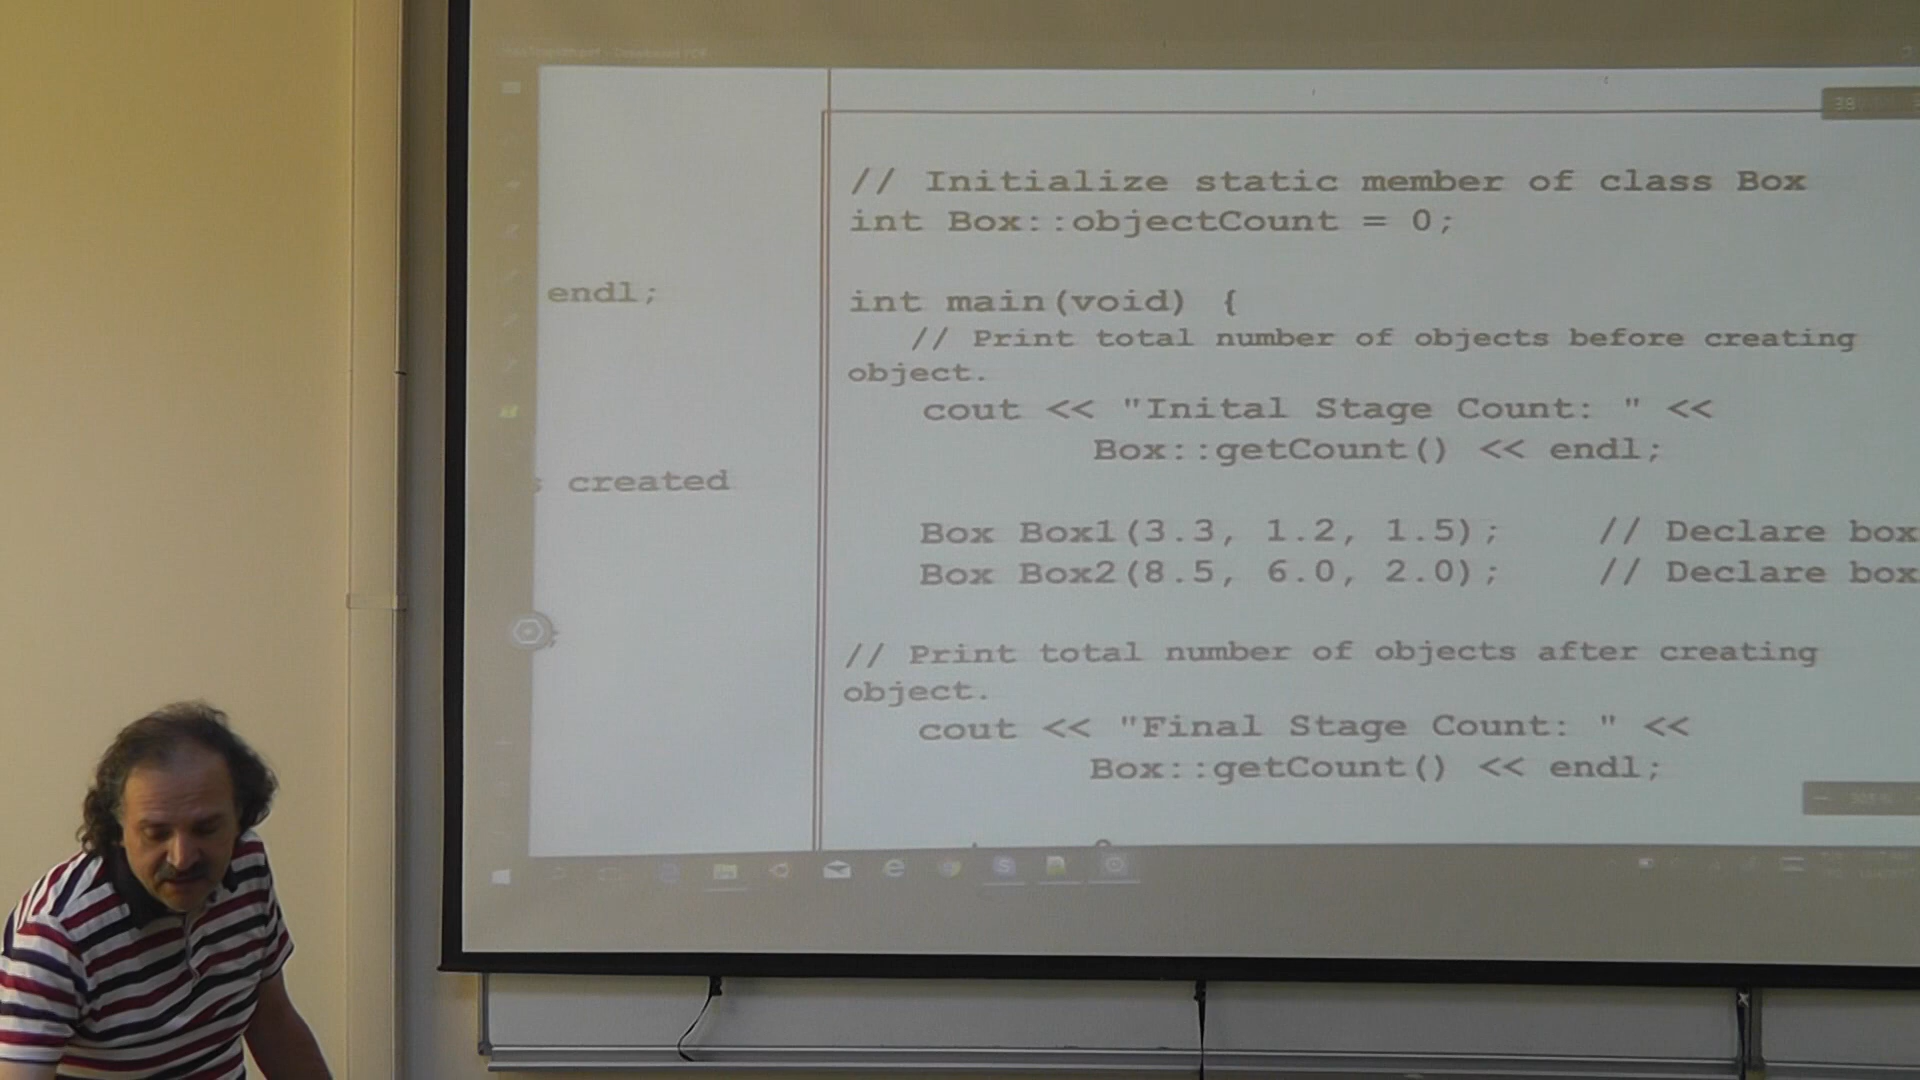 38
// Initialize static member of class Box
int Box::objectCount = 0;
endl;
int main(void) {
// Print total number of objects before creating
object.
cout << "Inital Stage Count: " <<
Box::getCount() << endl;
created
Box Box1(3.3, 1.2, 1.5); // Declare box
Box Box2(8.5, 6.0, 2.0); // Declare box
// Print total number of objects after creating
object.
cout << "Final Stage Count: " <<
Box::getCount() << endl;